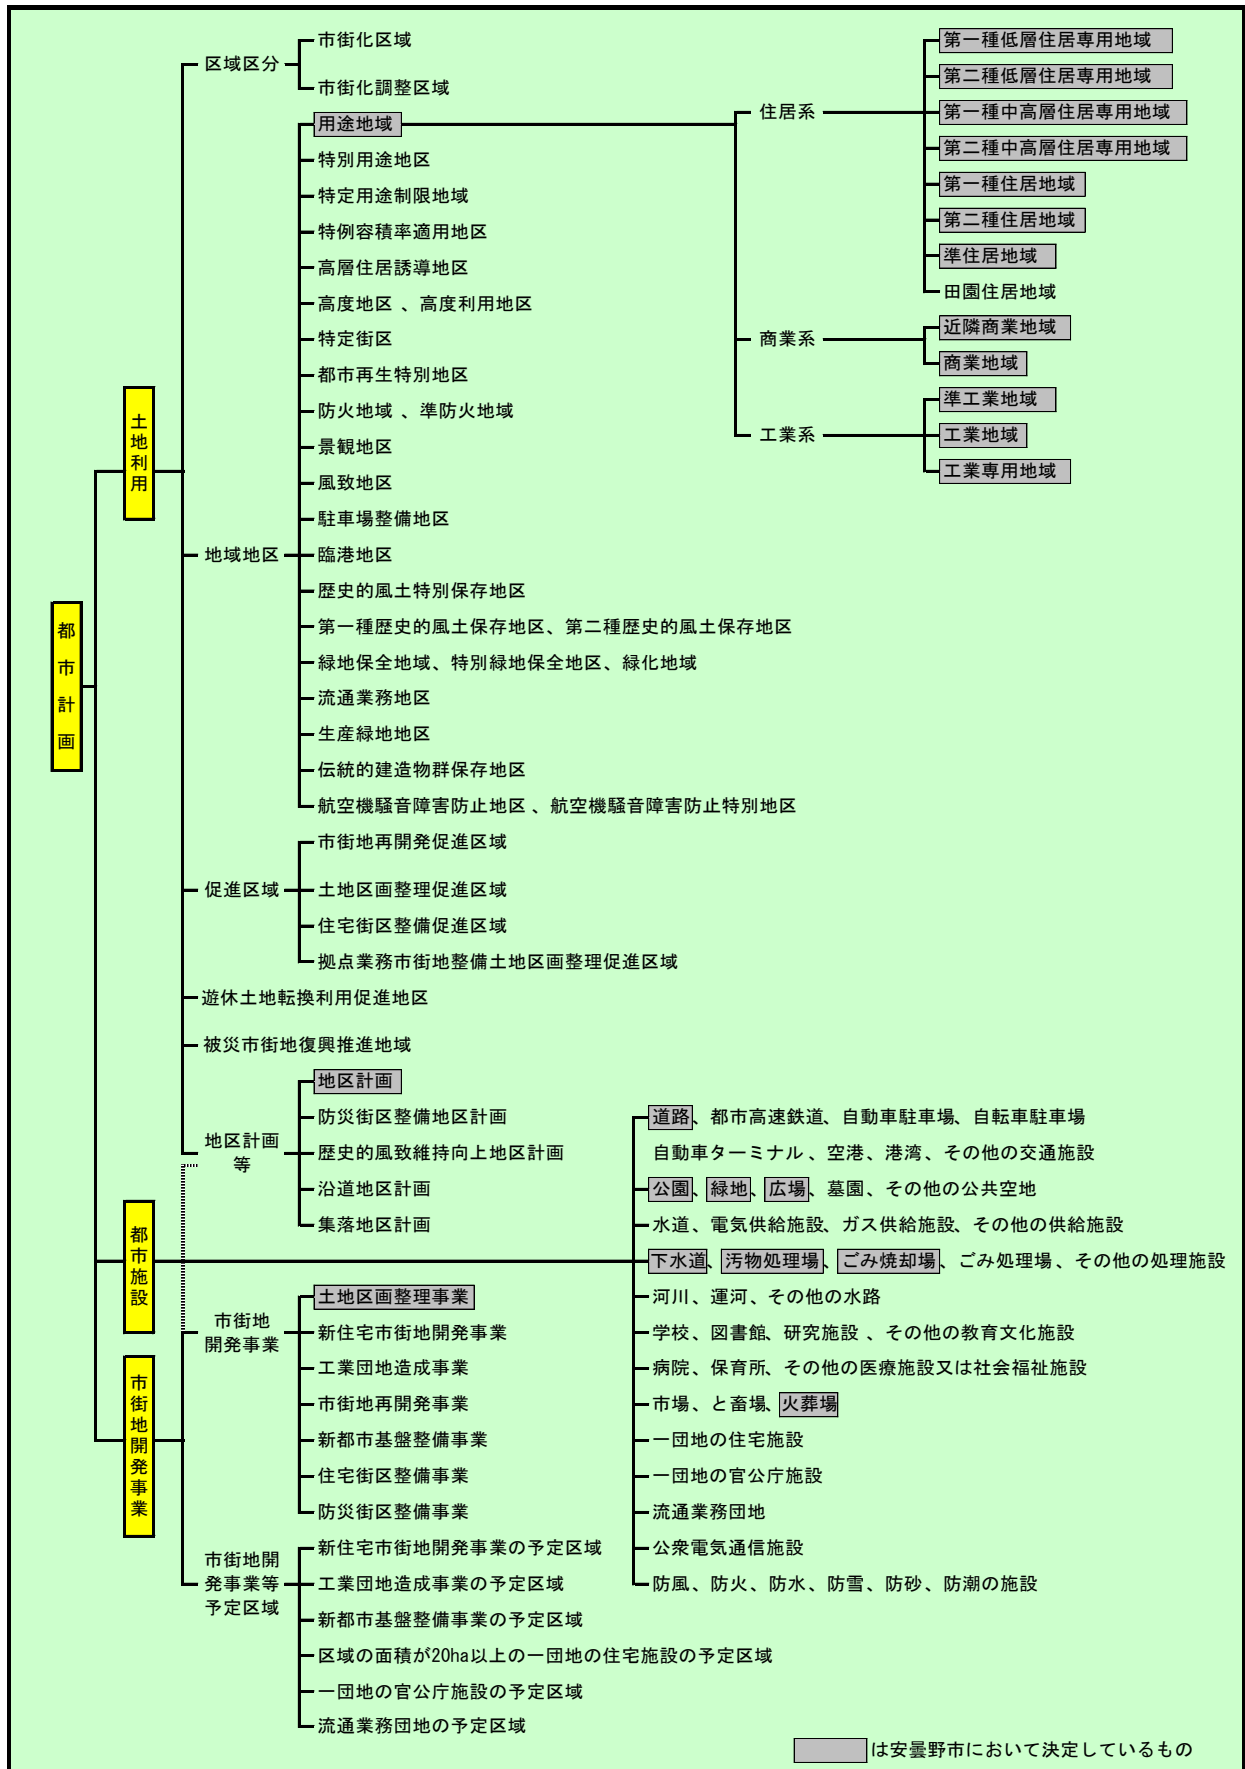 都市計画
土地利用
区域区分
市街化区域
市街化調整区域
地域地区
用途地域
住居系
第一種低層住居専用地域
第二種低層住居専用地域
第一種中高層住居専用地域
第二種中高層住居専用地域
第一種住居地域
第二種住居地域
準住居地域
田園住居地域
商業系
近隣商業地域
商業地域
工業系
準工業地域
工業地域
工業専用地域
特別用途地区
特定用途制限地域
特例容積率適用地区
高層住居誘導地区
高度地区、高度利用地区
特定街区
都市再生特別地区
防火地域、準防火地域
景観地区
風致地区
駐車場整備地区
臨港地区
歴史的風土特別保存地区
第一種歴史的風土保存地区、第二種歴史的風土保存地区
緑地保全地域、特別緑地保全地区、緑化地域
流通業務地区
生産緑地地区
伝統的建造物群保存地区
航空機騒音障害防止地区、航空機騒音障害防止特別地区
促進区域
市街地再開発促進区域
土地区画整理促進区域
住宅街区整備促進区域
拠点業務市街地整備土地区画整理促進区域
遊休土地転換利用促進地区
被災市街地復興推進地域
地区計画
等
地区計画
防災街区整備地区計画
歴史的風致維持向上地区計画
沿道地区計画
集落地区計画
都市施設
道路、都市高速鉄道、自動車駐車場、自転車駐車場
自動車ターミナル、空港、港湾、その他の交通施設
公園、緑地、広場、墓園、その他の公共空地
水道、電気供給施設、ガス供給施設、その他の供給施設
下水道、汚物処理場、ごみ焼却場、ごみ処理場、その他の処理施設
河川、運河、その他の水路
学校、図書館、研究施設、その他の教育文化施設
病院、保育所、その他の医療施設又は社会福祉施設
市場、と畜場、火葬場
一団地の住宅施設
一団地の官公庁施設
流通業務団地
公衆電気通信施設
防風、防火、防水、防雪、防砂、防潮の施設
市街地開発事業
市街地
開発事業
土地区画整理事業
新住宅市街地開発事業
工業団地造成事業
市街地再開発事業
新都市基盤整備事業
住宅街区整備事業
防災街区整備事業
市街地開
発事業等
予定区域
新住宅市街地開発事業の予定区域
工業団地造成事業の予定区域
新都市基盤整備事業の予定区域
区域の面積が20ha以上の一団地の住宅施設の予定区域
一団地の官公庁施設の予定区域
流通業務団地の予定区域
は安曇野市において決定しているもの